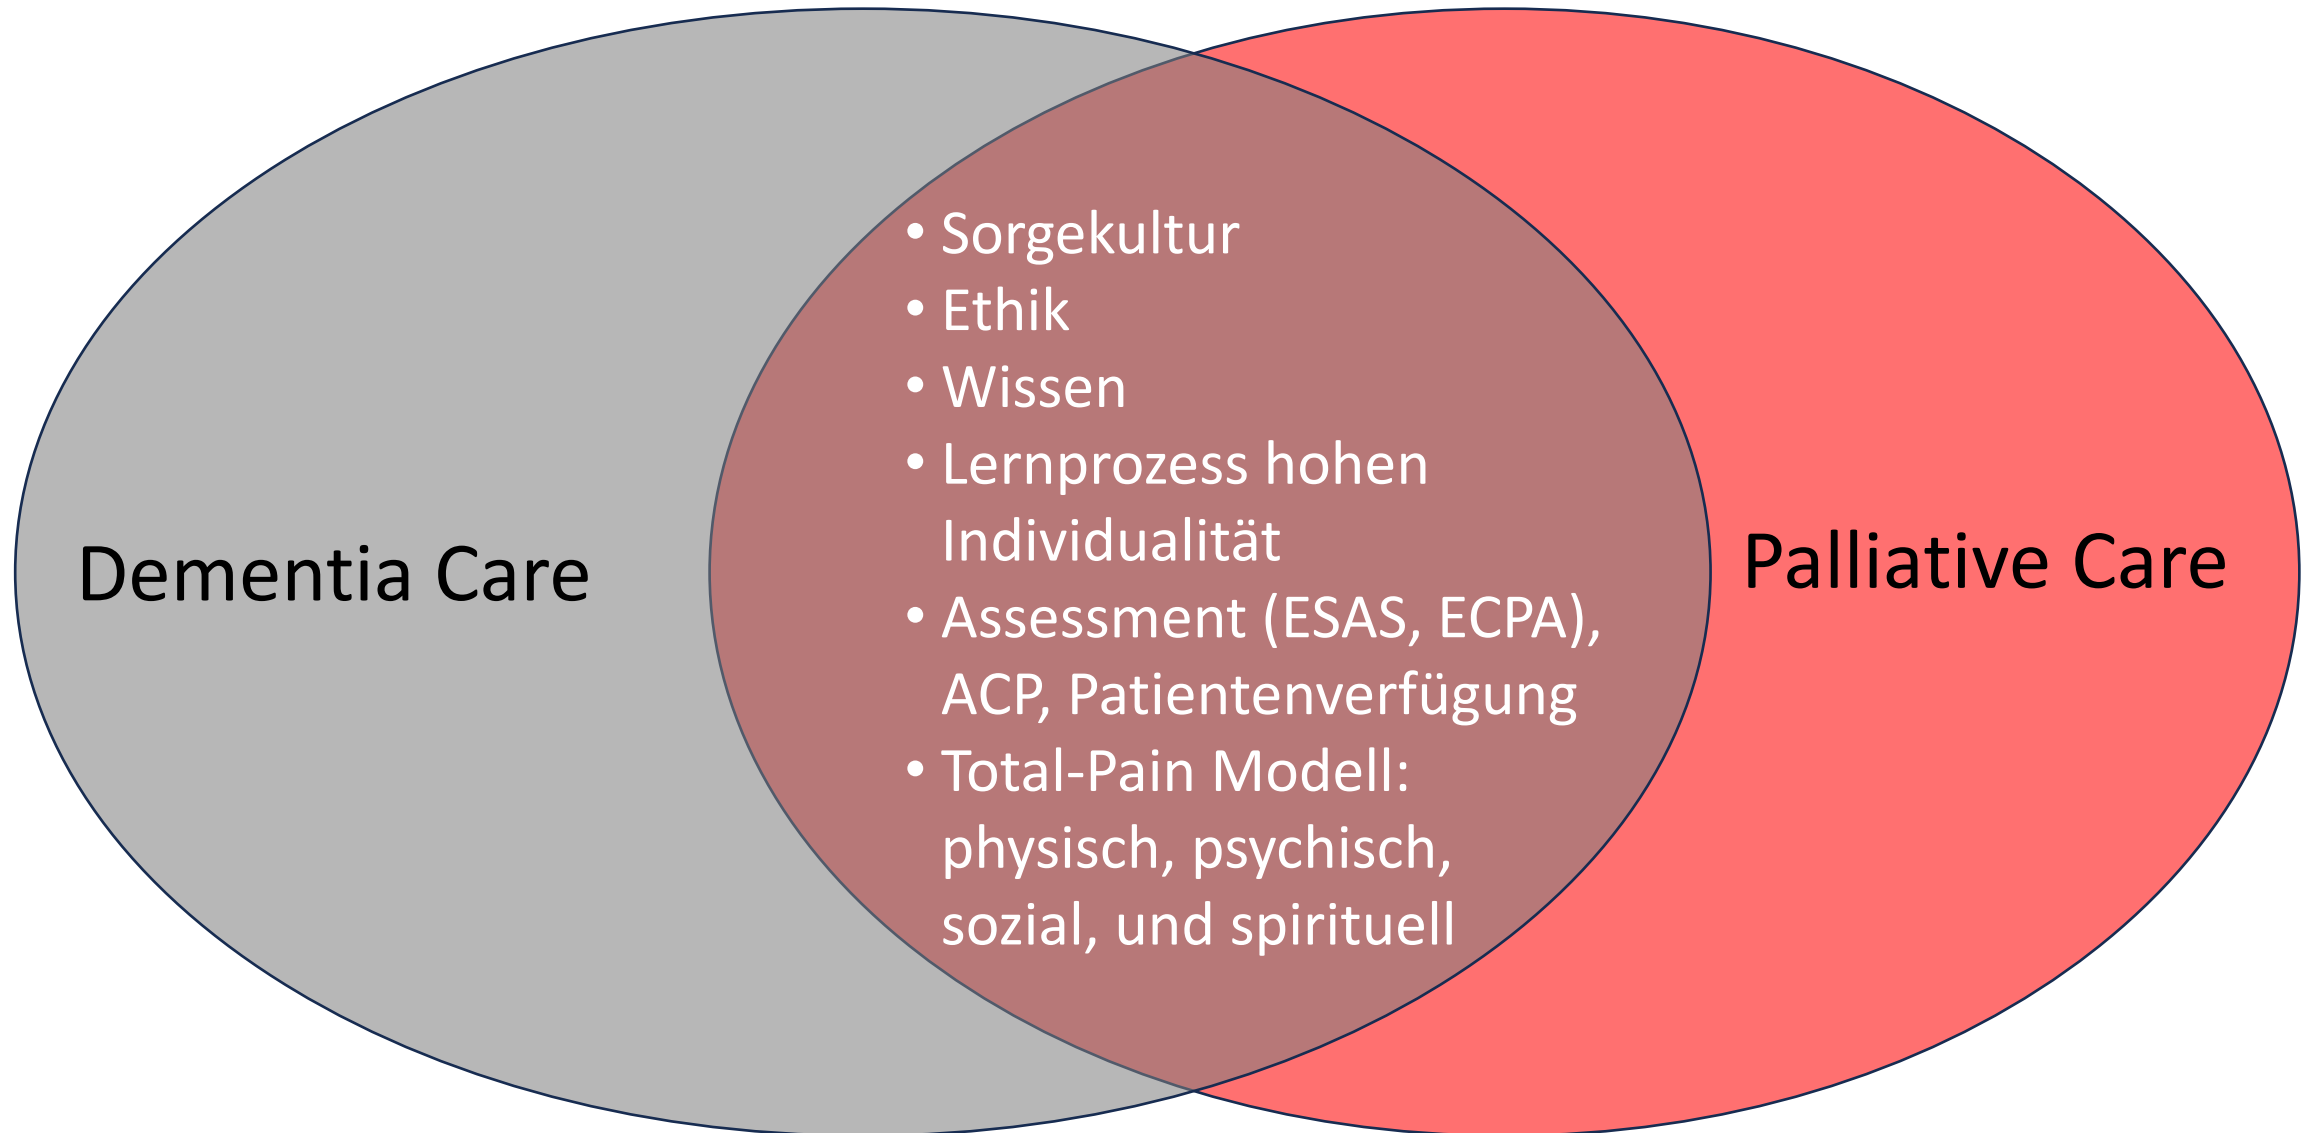 Dementia Care
• Sorgekultur
• Ethik
• Wissen
• Lernprozess hohen
Individualität
• Assessment (ESAS, ECPA),
ACP, Patientenverfügung
• Total-Pain Modell:
physisch, psychisch,
sozial, und spirituell
Palliative Care